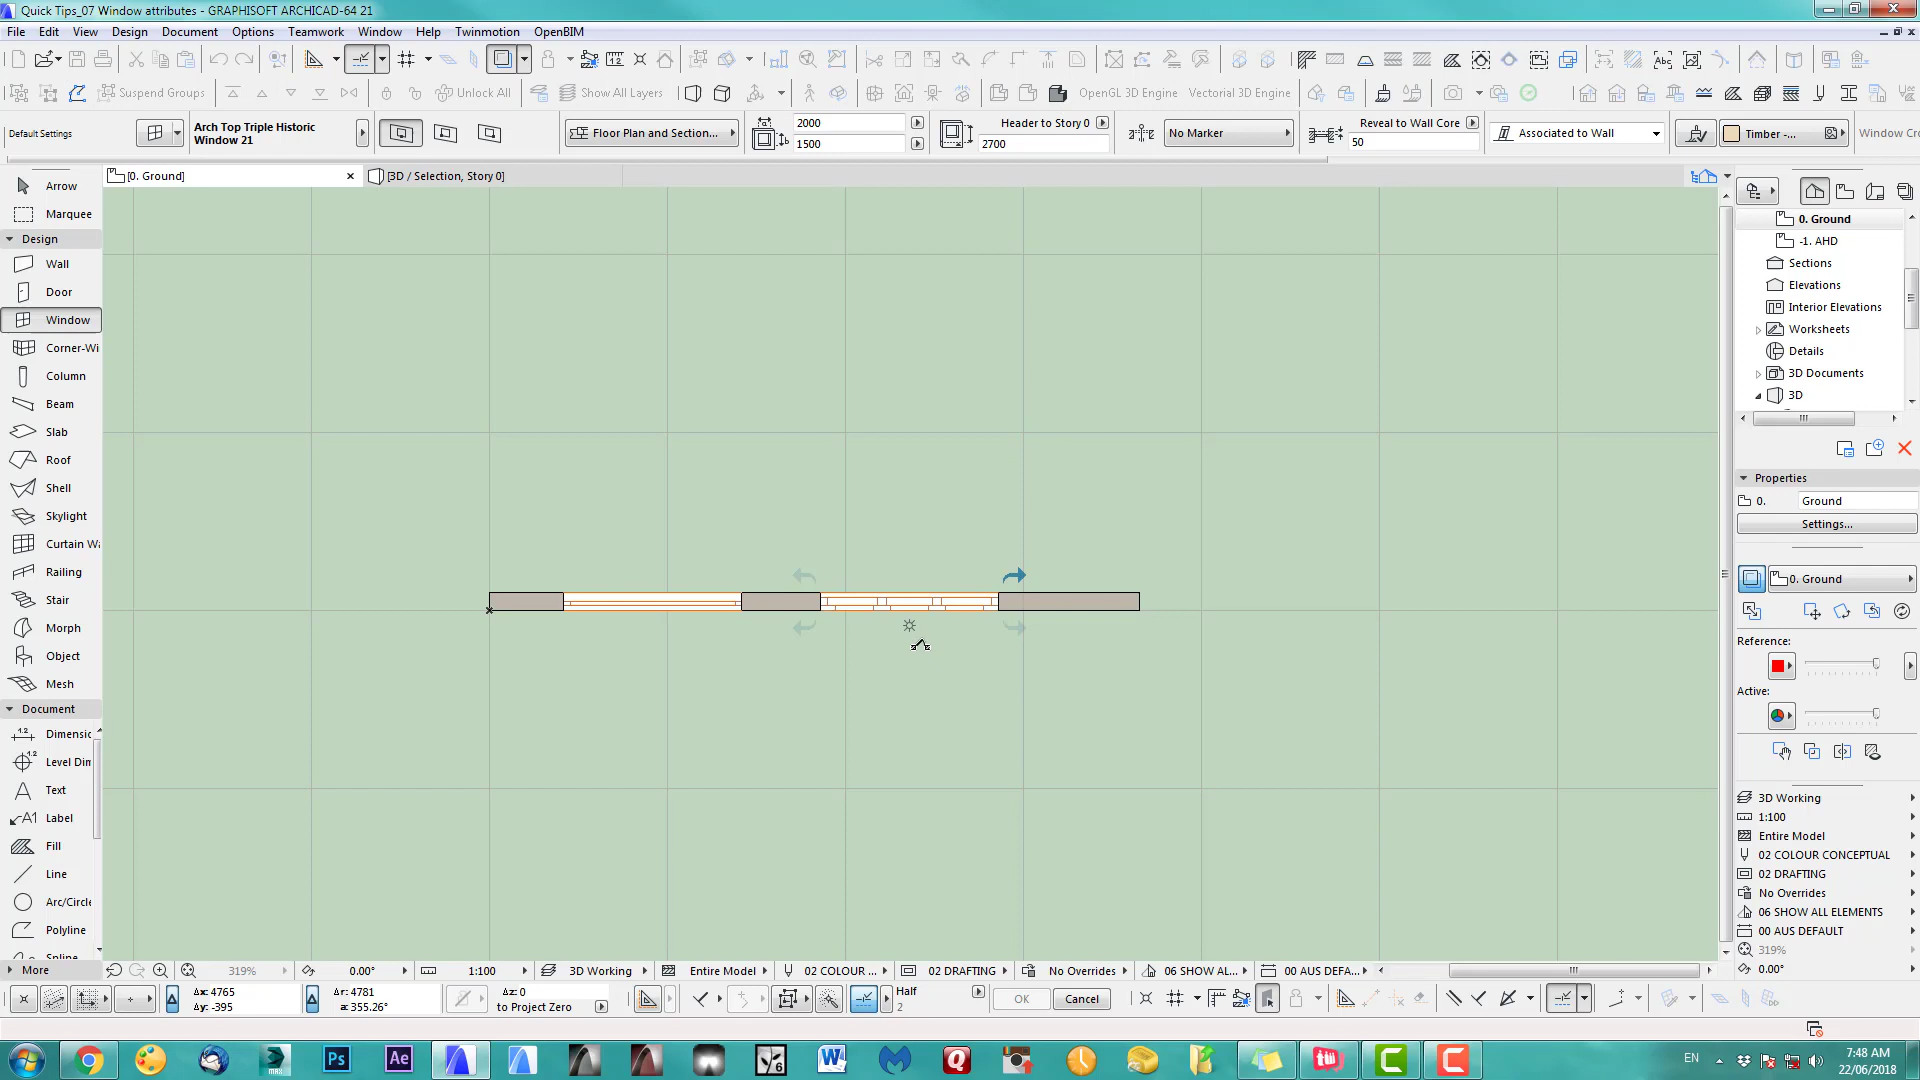 Quick Tips_07 Window attributes - GRAPHISOFT ARCHICAD-64 21
File Edit View Design Document Options Teamwork Window Help Twinmotion OpenBIM
Suspend Groups Unlock All Show All Layers OpenGL 3D Engine Vectorial 3D Engine
Default Settings
Arch Top Triple Historic
Window 21
Floor Plan and Section...
2000
1500
Header to Story 0
2700
No Marker
Reveal to Wall Core
50
Associated to Wall
Timber -...
[0. Ground]
[3D / Selection, Story 0]
Arrow
Marquee
Design
Wall
Door
Window
Corner-Wi
Column
Beam
Slab
Roof
Shell
Skylight
Curtain Wa
Railing
Stair
Morph
Object
Mesh
Document
Dimensic
Level Dim
Text
A1 Label
Fill
Line
Arc/Circle
Polyline
More
0. Ground
-1. AHD
Sections
Elevations
Interior Elevations
Worksheets
Details
3D Documents
3D
Properties
0. Ground
Settings...
0. Ground
Reference:
Active:
3D Working
1:100
Entire Model
02 COLOUR CONCEPTUAL
02 DRAFTING
No Overrides
06 SHOW ALL ELEMENTS
00 AUS DEFAULT
319%
0.00°
319% 0.00° 1:100 3D Working Entire Model 02 COLOUR ... 02 DRAFTING No Overrides 06 SHOW AL... 00 AUS DEFA...
Δx: 4765
Δy: -395
Δr: 4781
a: 355.26°
Δz: 0
to Project Zero
Half
2
OK
Cancel
Ps
Ae
EN
7:48 AM
22/06/2018